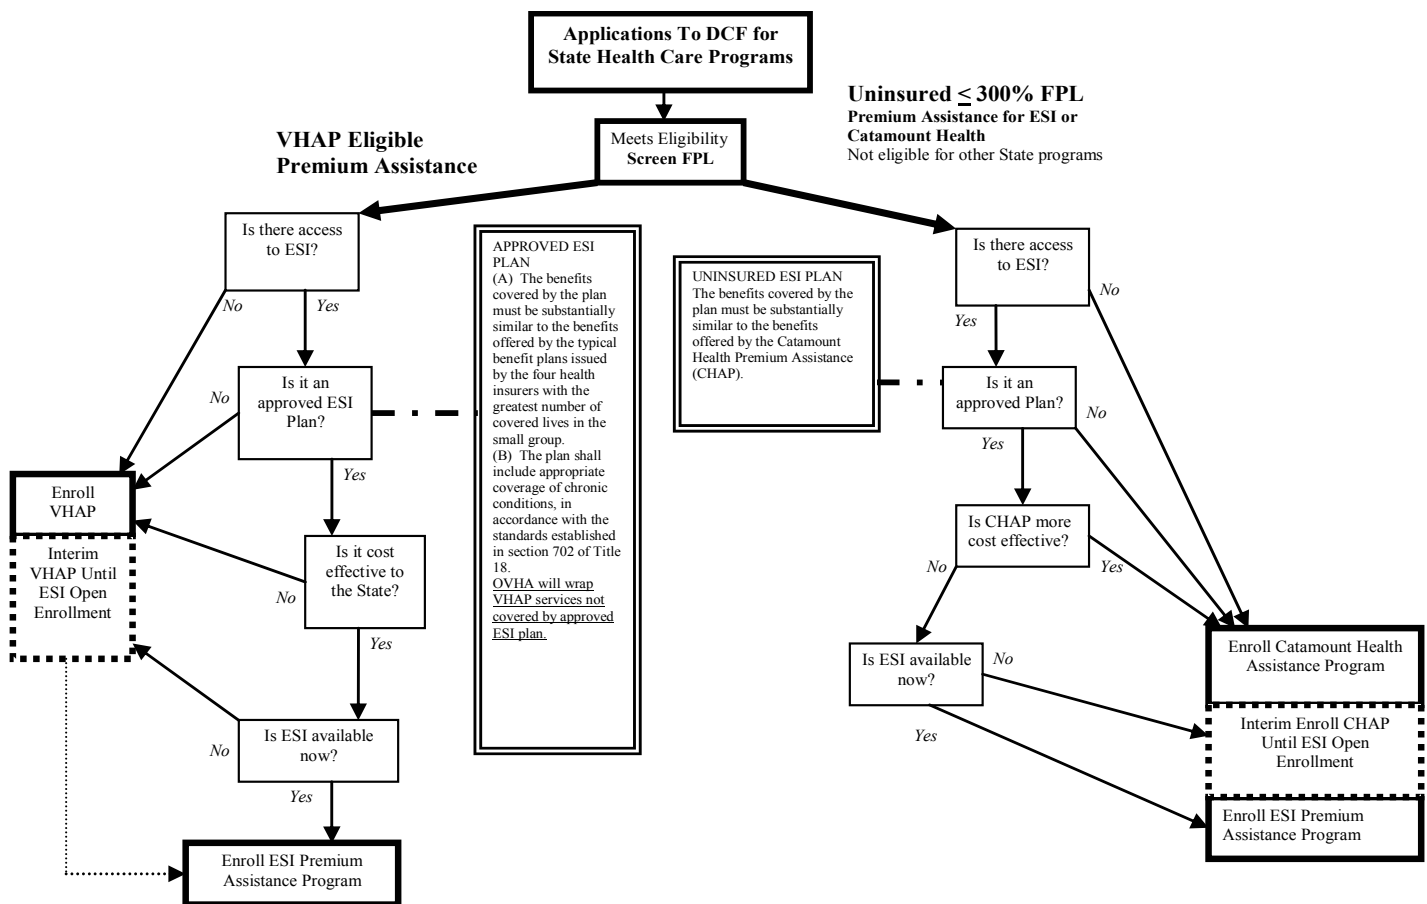 Applications To DCF for
State Health Care Programs
Uninsured ≤ 300% FPL
Premium Assistance for ESI or
Catamount Health
Not eligible for other State programs
VHAP Eligible
Premium Assistance
Meets Eligibility
Screen FPL
Is there access
to ESI?
No
Yes
Is it an
approved ESI
Plan?
No
Yes
Enroll
VHAP
Interim
VHAP Until
ESI Open
Enrollment
Is it cost
effective to
the State?
No
Yes
Is ESI available
now?
No
Yes
Enroll ESI Premium
Assistance Program
APPROVED ESI
PLAN
(A) The benefits
covered by the plan
must be substantially
similar to the benefits
offered by the typical
benefit plans issued
by the four health
insurers with the
greatest number of
covered lives in the
small group.
(B) The plan shall
include appropriate
coverage of chronic
conditions, in
accordance with the
standards established
in section 702 of Title
18.
OVHA will wrap
VHAP services not
covered by approved
ESI plan.
UNINSURED ESI PLAN
The benefits covered by the
plan must be substantially
similar to the benefits
offered by the Catamount
Health Premium Assistance
(CHAP).
Is there access
to ESI?
No
Yes
Is it an
approved Plan?
No
Yes
Is CHAP more
cost effective?
No
Yes
Is ESI available
now?
No
Yes
Enroll Catamount Health
Assistance Program
Interim Enroll CHAP
Until ESI Open
Enrollment
Enroll ESI Premium
Assistance Program